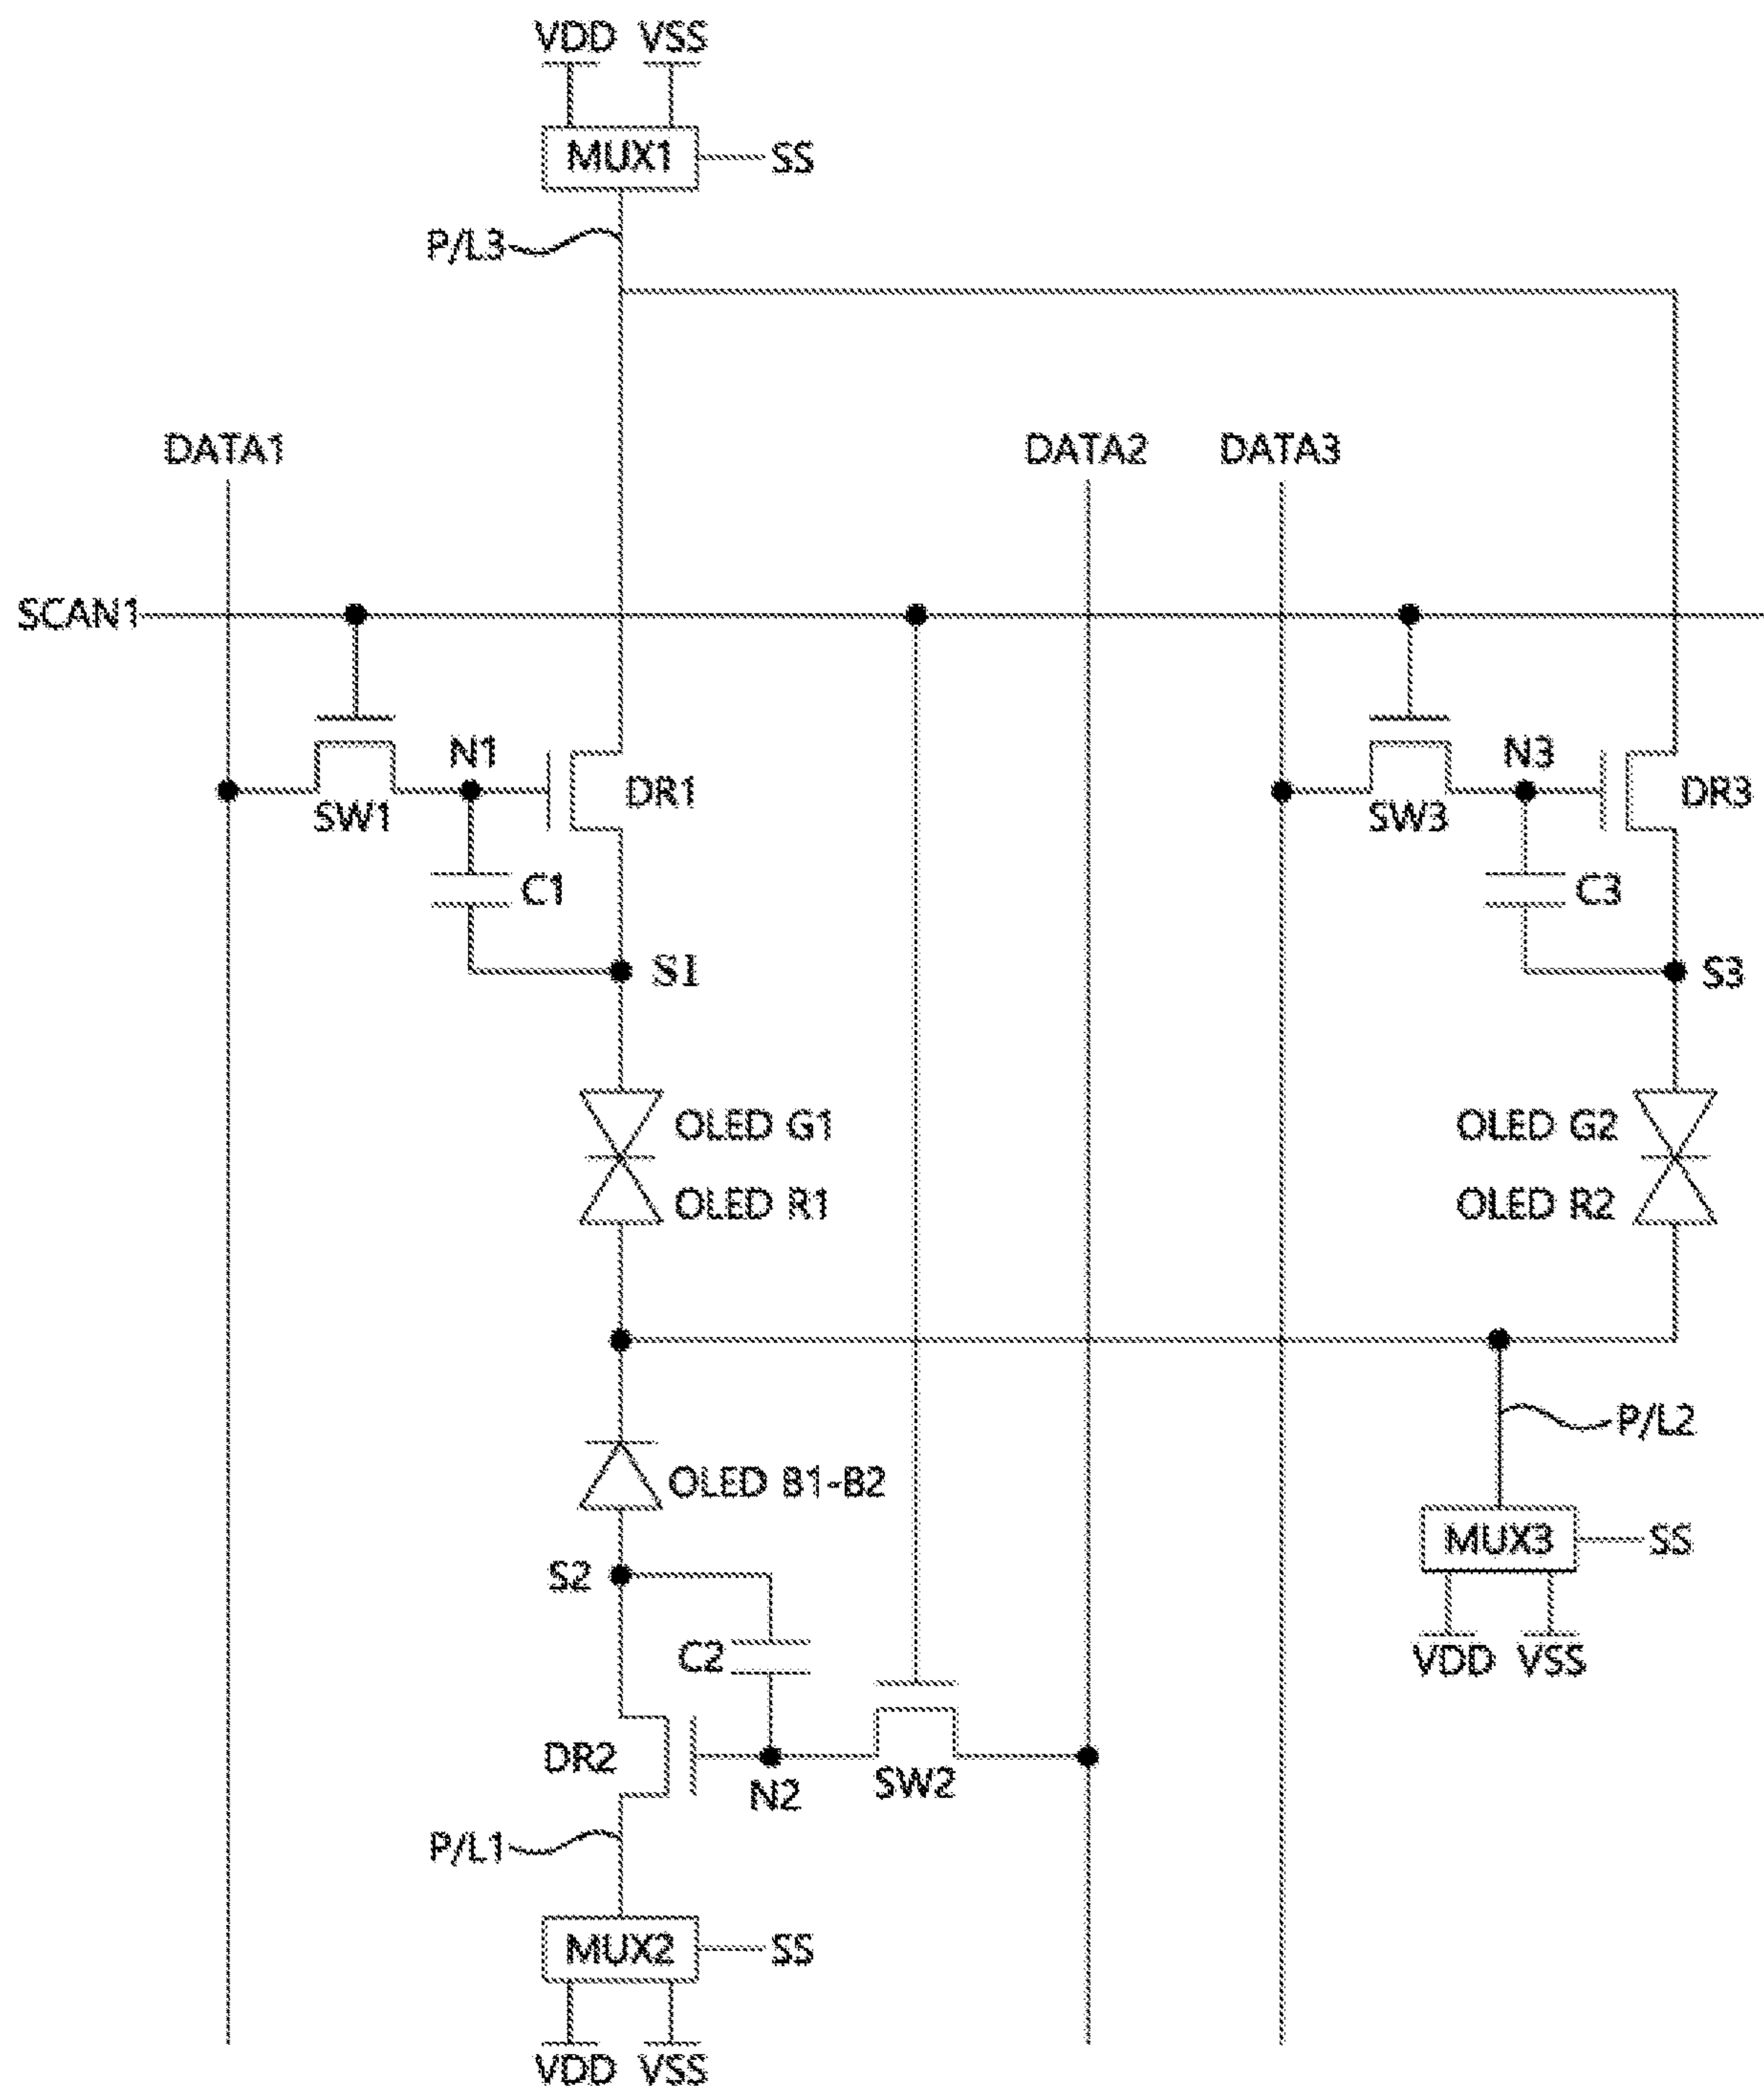 VDD VSS
MUX1 SS
P/L3
DATA1 DATA2 DATA3
SCAN1
N1 N3
DR1 DR3
SW1 SW3
C1 C3
S1 S3
OLED G1 OLED G2
OLED R1 OLED R2
P/L2
OLED B1-B2
MUX3 SS
S2
C2 VDD VSS
DR2
N2 SW2
P/L1
MUX2 SS
VDD VSS